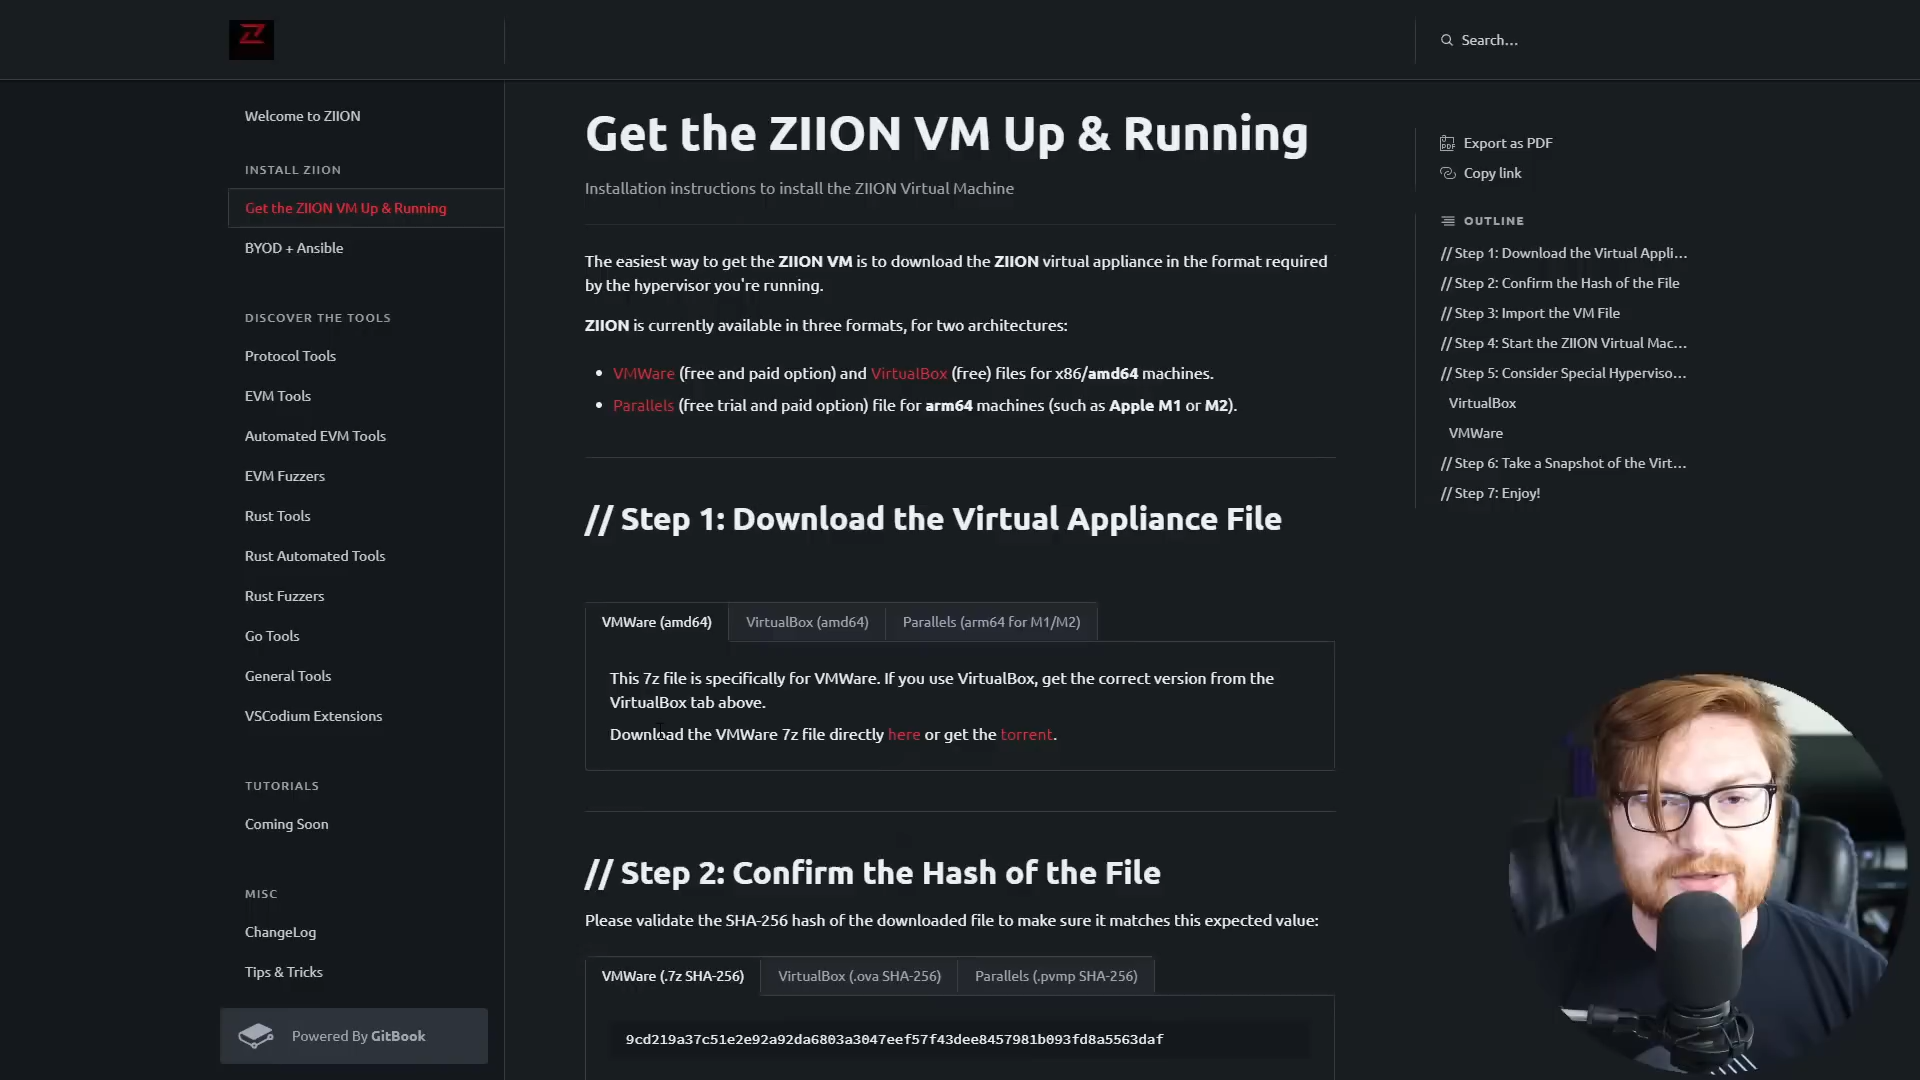 Search...
Welcome to ZIION
INSTALL ZIION
Get the ZIION VM Up & Running
BYOD + Ansible
DISCOVER THE TOOLS
Protocol Tools
EVM Tools
Automated EVM Tools
EVM Fuzzers
Rust Tools
Rust Automated Tools
Rust Fuzzers
Go Tools
General Tools
VSCodium Extensions
TUTORIALS
Coming Soon
MISC
ChangeLog
Tips & Tricks
Powered By GitBook
Get the ZIION VM Up & Running
Installation instructions to install the ZIION Virtual Machine
The easiest way to get the ZIION VM is to download the ZIION virtual appliance in the format required
by the hypervisor you're running.
ZIION is currently available in three formats, for two architectures:
• VMWare (free and paid option) and VirtualBox (free) files for x86/amd64 machines.
• Parallels (free trial and paid option) file for arm64 machines (such as Apple M1 or M2).
// Step 1: Download the Virtual Appliance File
VMWare (amd64) VirtualBox (amd64) Parallels (arm64 for M1/M2)
This 7z file is specifically for VMWare. If you use VirtualBox, get the correct version from the
VirtualBox tab above.
Download the VMWare 7z file directly here or get the torrent.
// Step 2: Confirm the Hash of the File
Please validate the SHA-256 hash of the downloaded file to make sure it matches this expected value:
VMWare (.7z SHA-256) VirtualBox (.ova SHA-256) Parallels (.pvmp SHA-256)
9cd219a37c51e2e92a92da6803a3047eef57f43dee8457981b093fd8a5563daf
Export as PDF
Copy link
OUTLINE
// Step 1: Download the Virtual Appli...
// Step 2: Confirm the Hash of the File
// Step 3: Import the VM File
// Step 4: Start the ZIION Virtual Mac...
// Step 5: Consider Special Hyperviso...
VirtualBox
VMWare
// Step 6: Take a Snapshot of the Virt...
// Step 7: Enjoy!